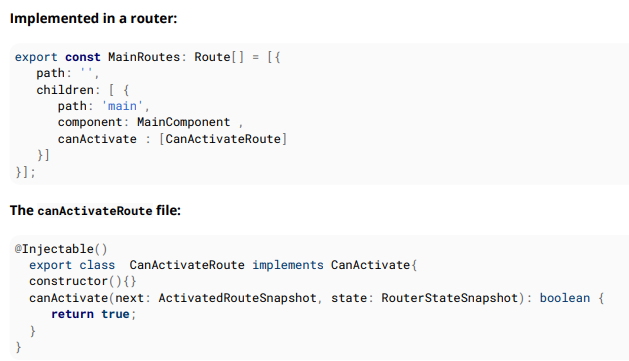 Implemented in a router:
export const MainRoutes: Route[] = [{
   path: '',
   children: [ {
      path: 'main',
      component: MainComponent ,
      canActivate : [CanActivateRoute]
   }]
}];
The canActivateRoute file:
@Injectable()
  export class  CanActivateRoute implements CanActivate{
  constructor(){}
  canActivate(next: ActivatedRouteSnapshot, state: RouterStateSnapshot): boolean {
     return true;
  }
}